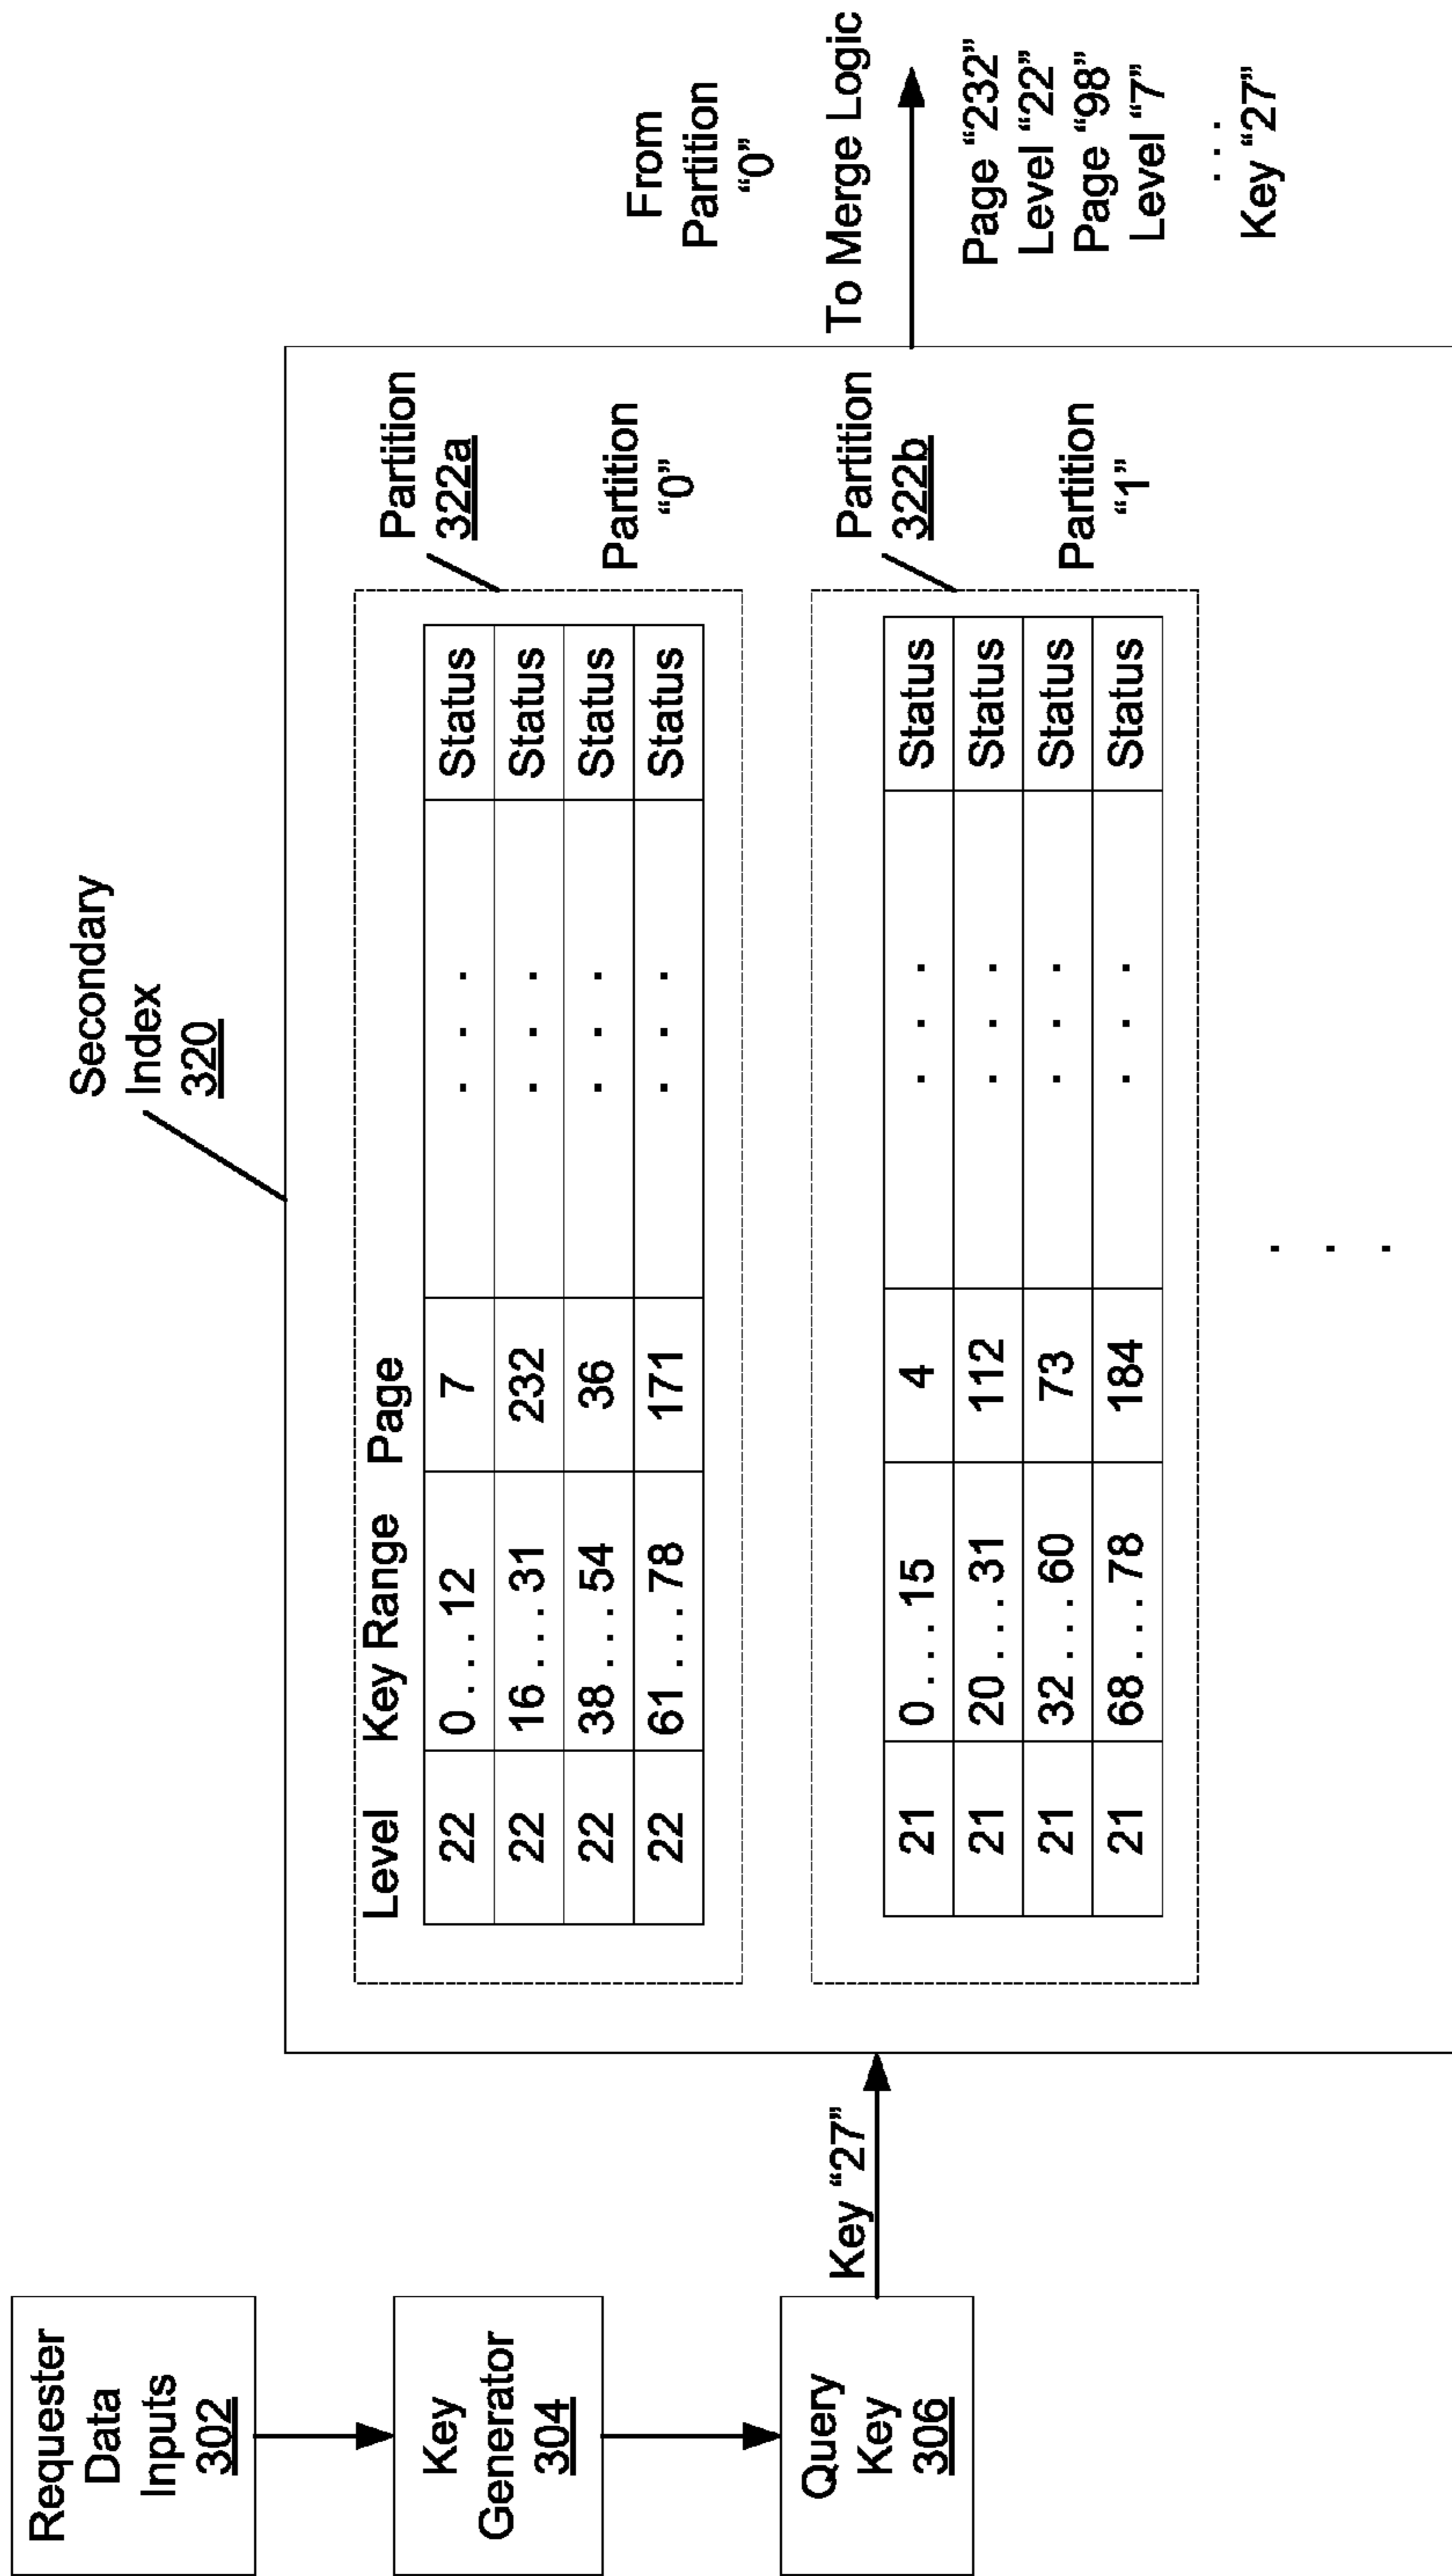 Requester
Data
Inputs
302
Key
Generator
304
Query
Key
306
Key “27”
Secondary
Index
320
Level Key Range Page
22 0 . . . 12 7 . . . Status
22 16 . . . 31 232 . . . Status
22 38 . . . 54 36 . . . Status
22 61 . . . 78 171 . . . Status
Partition
322a
Partition
“0”
21 0 . . . 15 4 . . . Status
21 20 . . . 31 112 . . . Status
21 32 . . . 60 73 . . . Status
21 68 . . . 78 184 . . . Status
Partition
322b
Partition
“1”
. . .
From
Partition
“0”
To Merge Logic
Page “232”
Level “22”
Page “98”
Level “7”
. . .
Key “27”